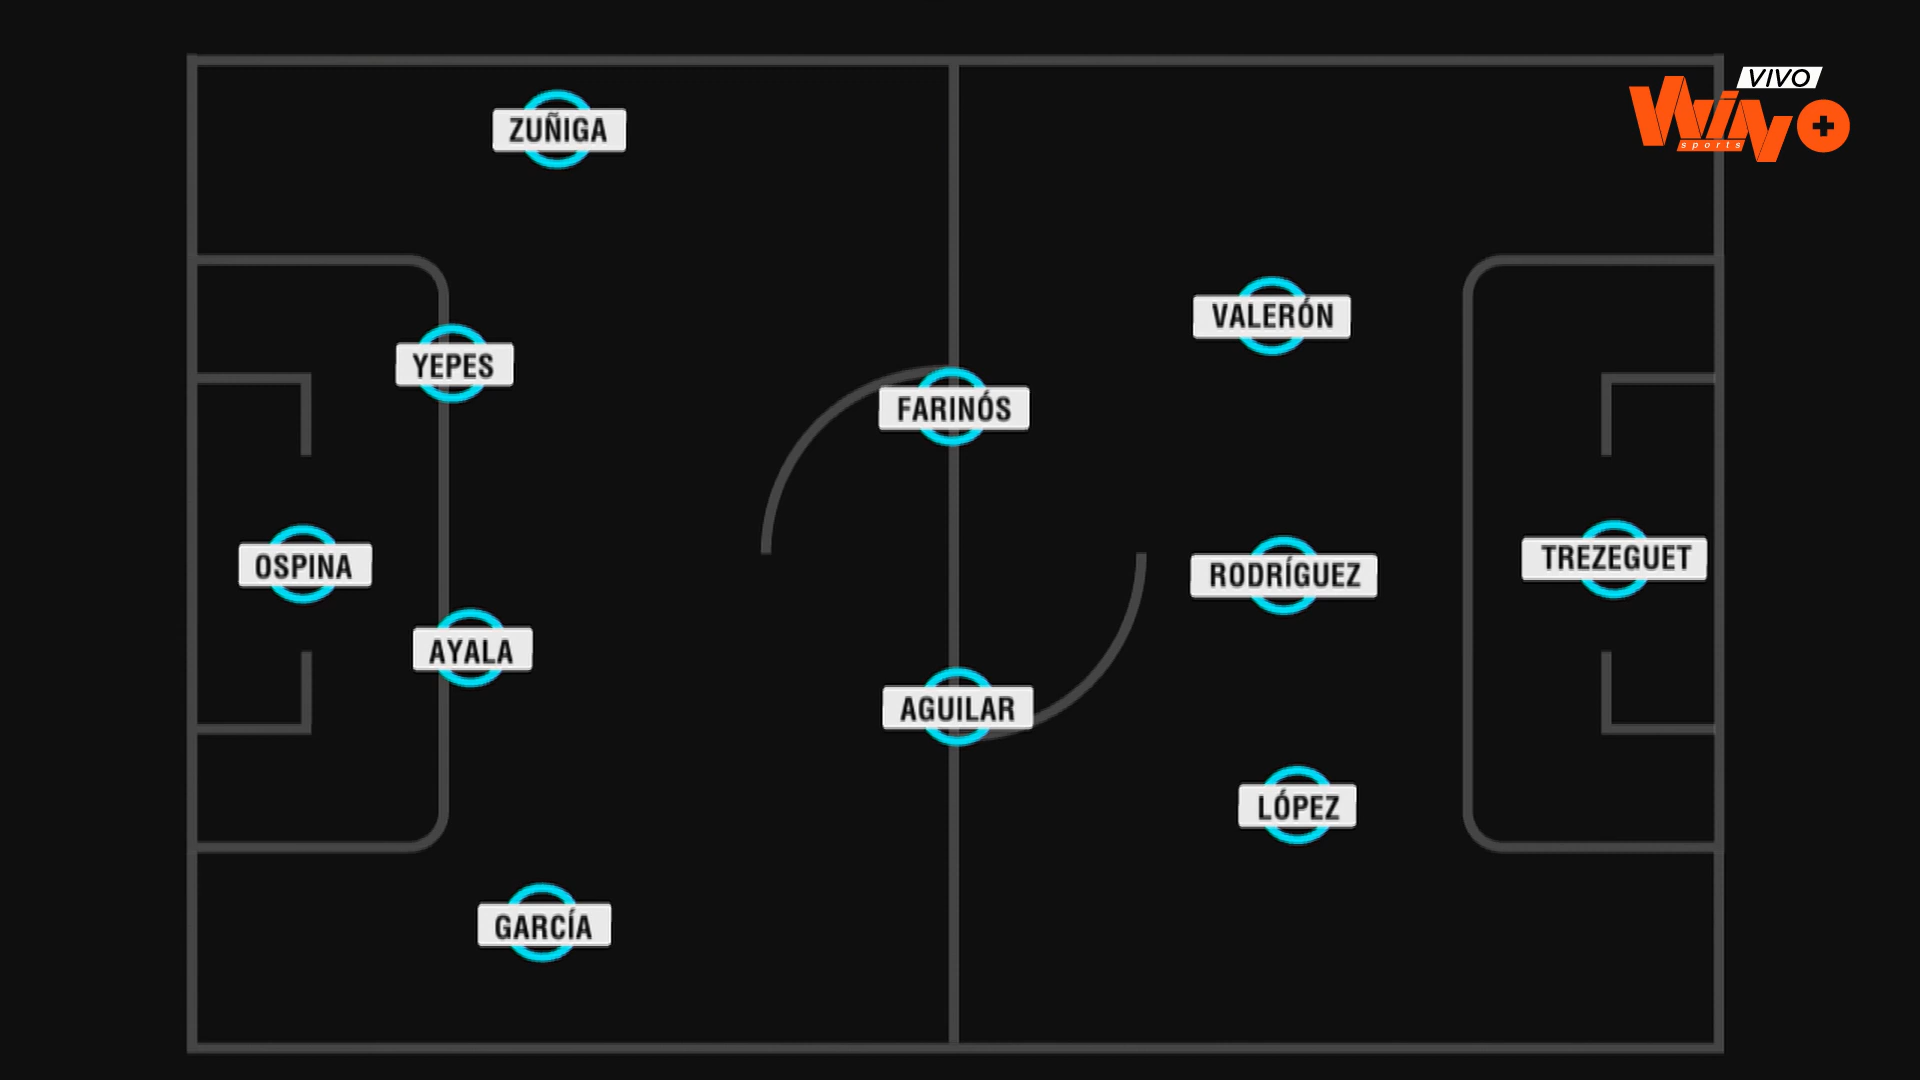 VIVO
Win
sports
+
ZUÑIGA
VALERÓN
YEPES
FARINÓS
OSPINA
RODRÍGUEZ
TREZEGUET
AYALA
AGUILAR
LÓPEZ
GARCÍA